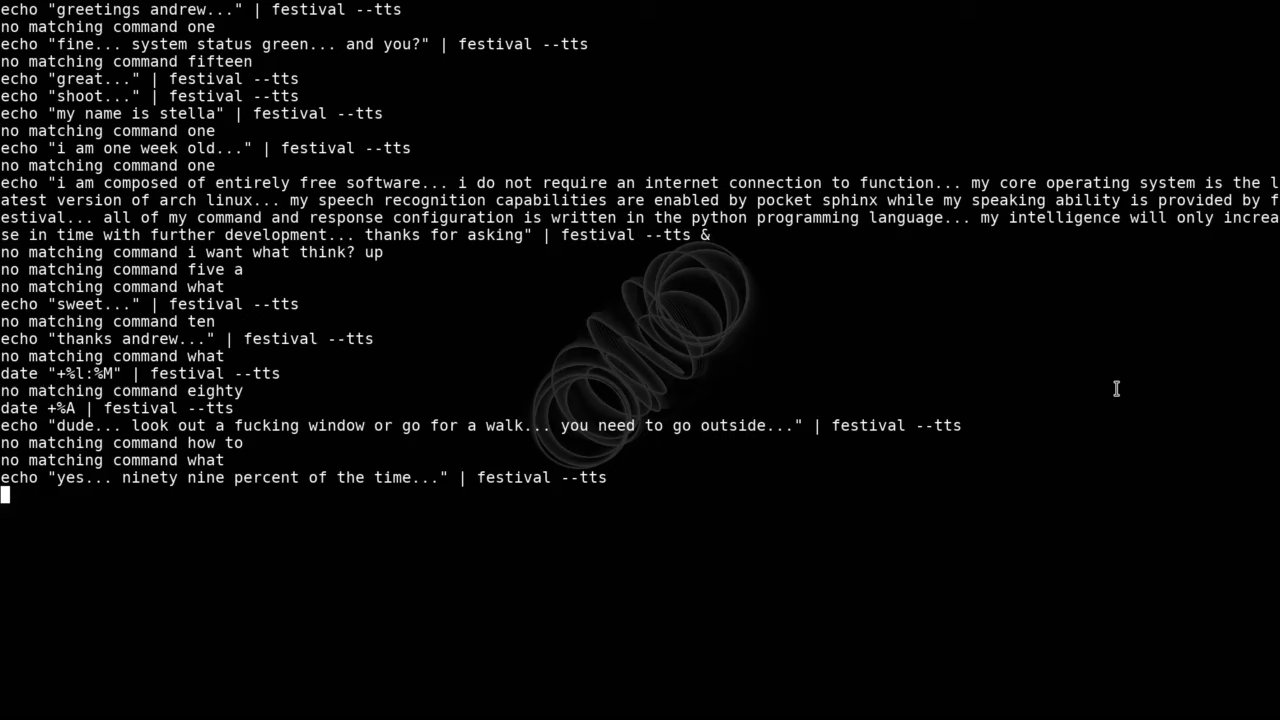 echo "greetings andrew..." | festival --tts
no matching command one
echo "fine... system status green... and you?" | festival --tts
no matching command fifteen
echo "great..." | festival --tts
echo "shoot..." | festival --tts
echo "my name is stella" | festival --tts
no matching command one
echo "i am one week old..." | festival --tts
no matching command one
echo "i am composed of entirely free software... i do not require an internet connection to function... my core operating system is the l
atest version of arch linux... my speech recognition capabilities are enabled by pocket sphinx while my speaking ability is provided by f
estival... all of my command and response configuration is written in the python programming language... my intelligence will only increa
se in time with further development... thanks for asking" | festival --tts &
no matching command i want what think? up
no matching command five a
no matching command what
echo "sweet..." | festival --tts
no matching command ten
echo "thanks andrew..." | festival --tts
no matching command what
date "+%l:%M" | festival --tts
no matching command eighty
date +%A | festival --tts
echo "dude... look out a fucking window or go for a walk... you need to go outside..." | festival --tts
no matching command how to
no matching command what
echo "yes... ninety nine percent of the time..." | festival --tts